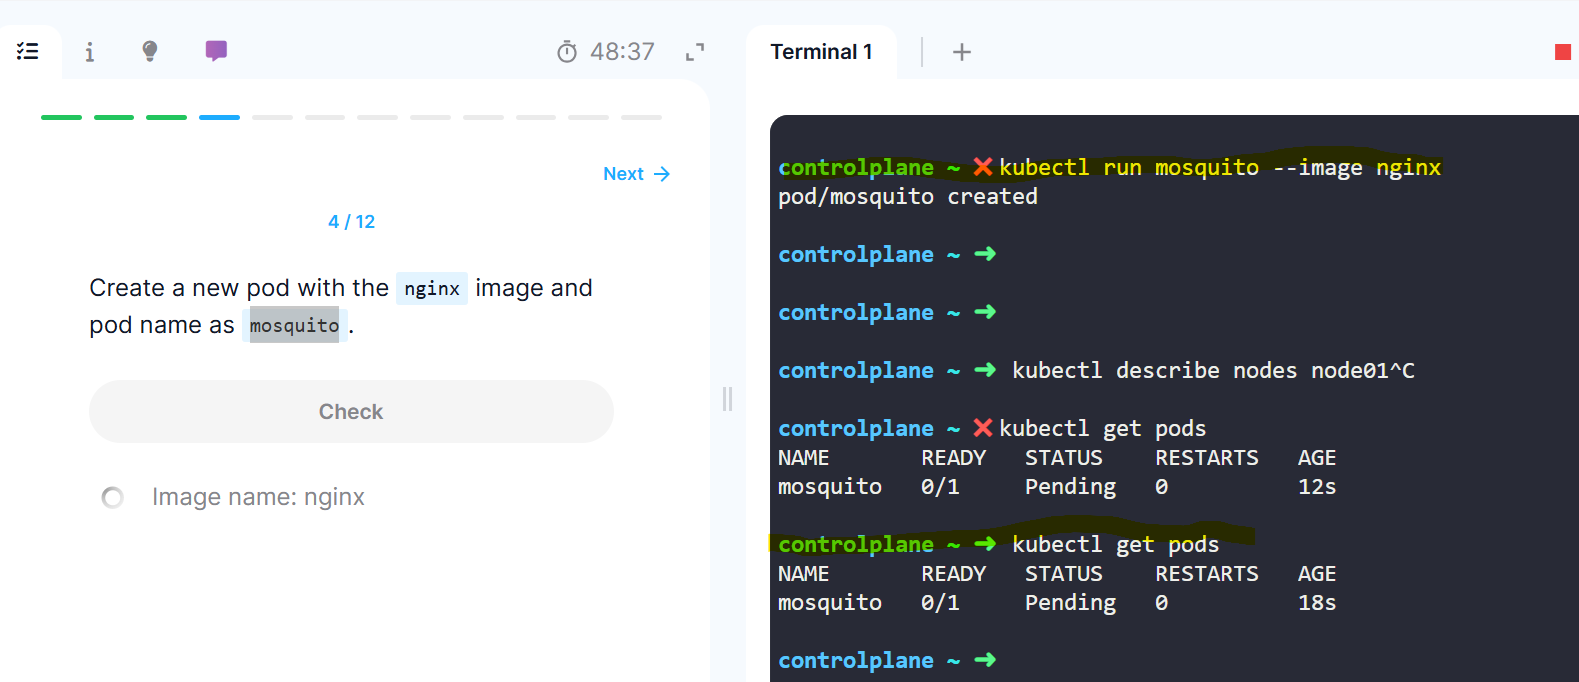 48:37
Next →
4 / 12
Create a new pod with the nginx image and
pod name as mosquito .
Check
Image name: nginx
Terminal 1
+
controlplane ~ ✖ kubectl run mosquito --image nginx
pod/mosquito created
controlplane ~ ➜
controlplane ~ ➜
controlplane ~ ➜ kubectl describe nodes node01^C
controlplane ~ ✖ kubectl get pods
NAME READY STATUS RESTARTS AGE
mosquito 0/1 Pending 0 12s
controlplane ~ ➜ kubectl get pods
NAME READY STATUS RESTARTS AGE
mosquito 0/1 Pending 0 18s
controlplane ~ ➜